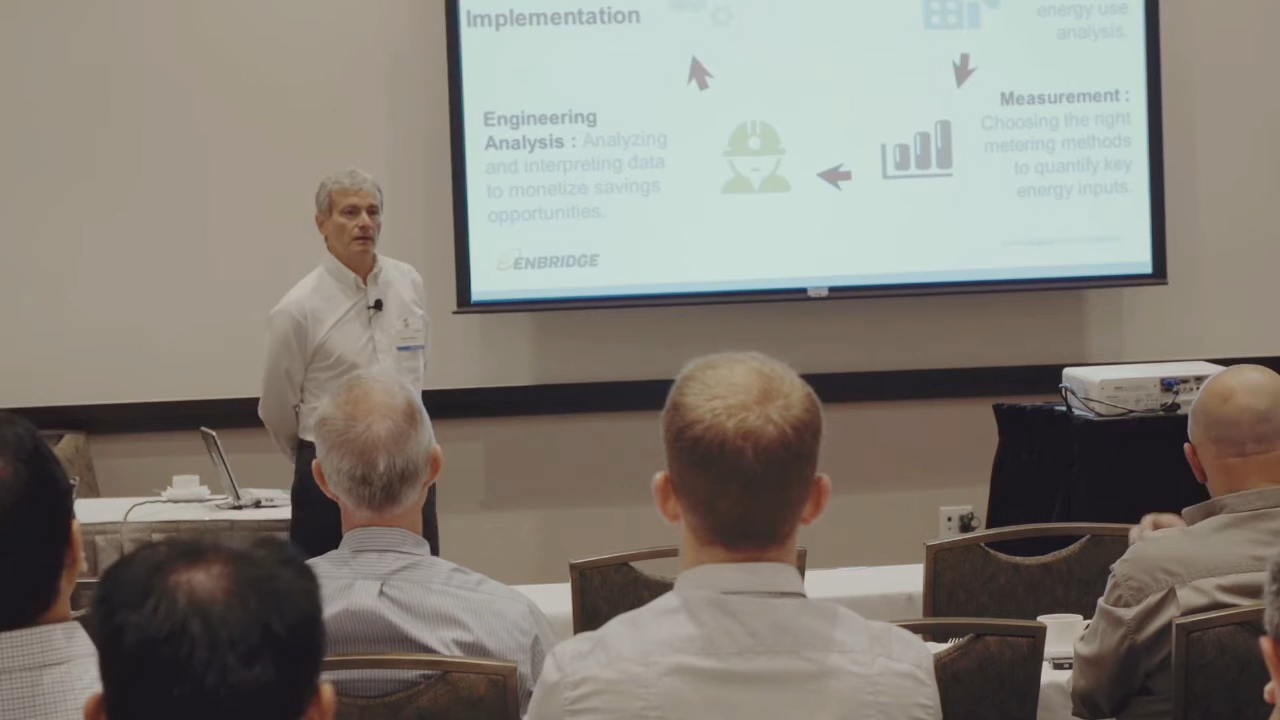 Implementation
energy use
analysis.
Engineering
Analysis : Analyzing
and interpreting data
to monetize savings
opportunities.
Measurement :
Choosing the right
metering methods
to quantify key
energy inputs.
ENBRIDGE